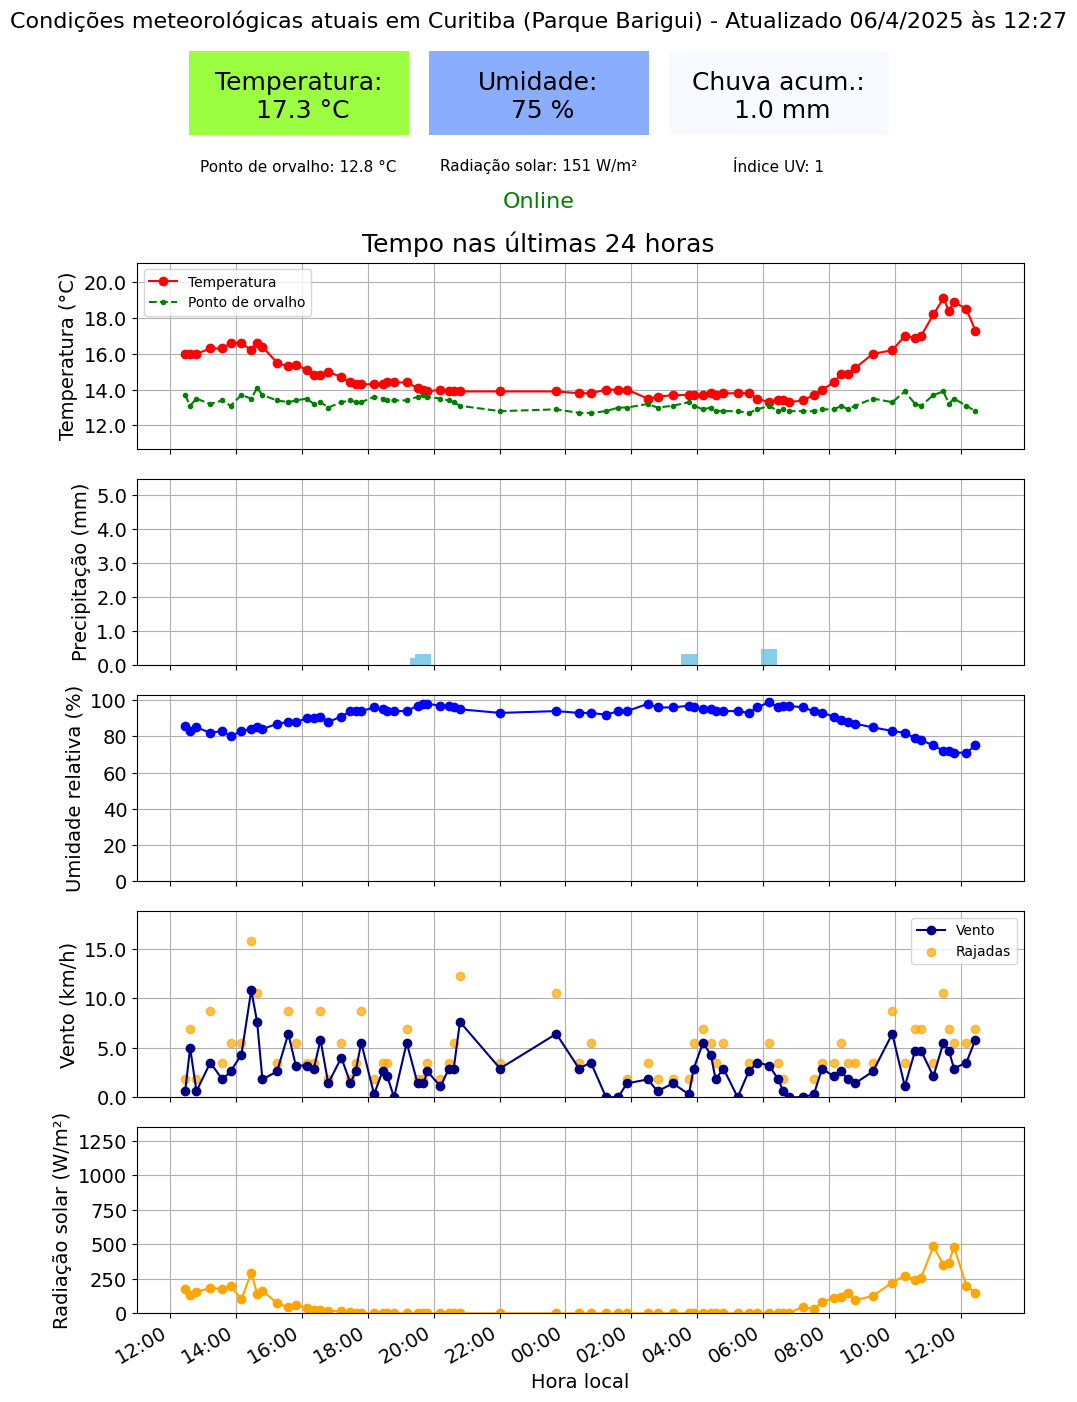 Condições meteorológicas atuais em Curitiba (Parque Barigui) - Atualizado 06/4/2025 às 12:27
Temperatura:
17.3 °C
Umidade:
75 %
Chuva acum.:
1.0 mm
Ponto de orvalho: 12.8 °C
Radiação solar: 151 W/m²
Índice UV: 1
Online
Tempo nas últimas 24 horas
Temperatura (°C)
20.0
18.0
16.0
14.0
12.0
Temperatura
Ponto de orvalho
Precipitação (mm)
5.0
4.0
3.0
2.0
1.0
0.0
Umidade relativa (%)
100
80
60
40
20
0
Vento (km/h)
15.0
10.0
5.0
0.0
Vento
Rajadas
Radiação solar (W/m²)
1250
1000
750
500
250
0
12:00
14:00
16:00
18:00
20:00
22:00
00:00
02:00
04:00
06:00
08:00
10:00
12:00
Hora local